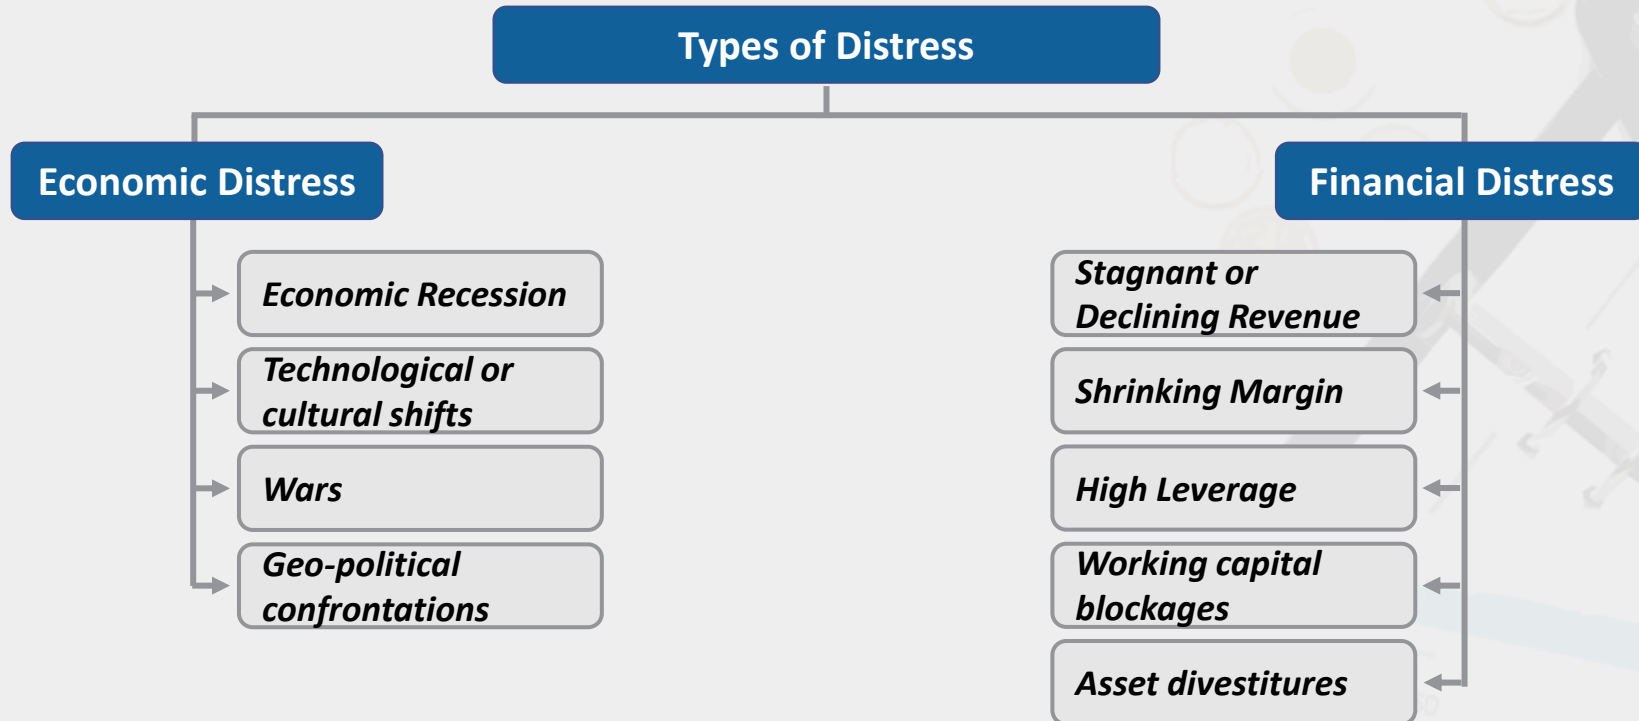 Types of Distress
Economic Distress
Financial Distress
Economic Recession
Technological or
cultural shifts
Wars
Geo-political
confrontations
Stagnant or
Declining Revenue
Shrinking Margin
High Leverage
Working capital
blockages
Asset divestitures